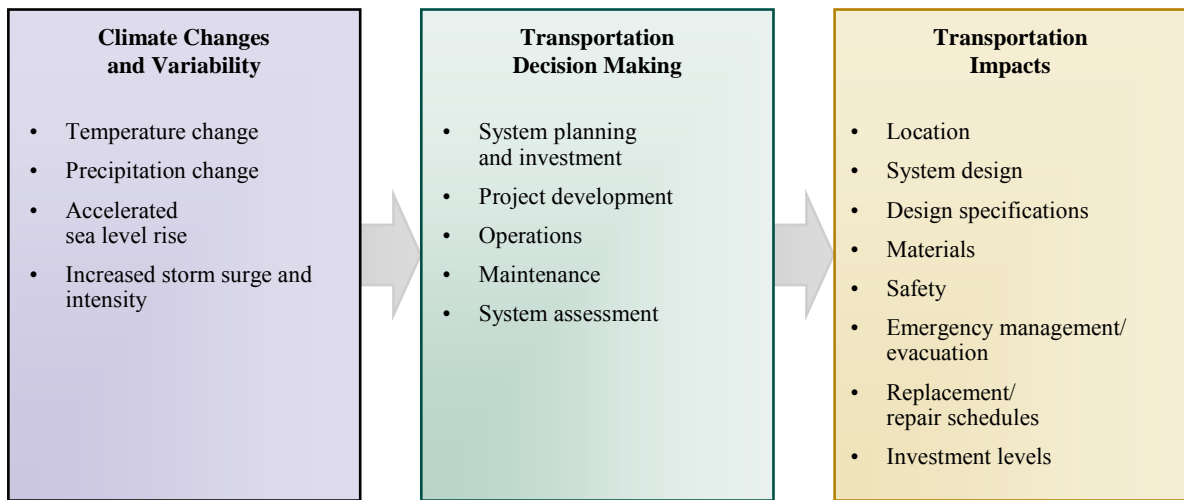 Climate Changes
and Variability
• Temperature change
• Precipitation change
• Accelerated
sea level rise
• Increased storm surge and
intensity
Transportation
Decision Making
• System planning
and investment
• Project development
• Operations
• Maintenance
• System assessment
Transportation
Impacts
• Location
• System design
• Design specifications
• Materials
• Safety
• Emergency management/
evacuation
• Replacement/
repair schedules
• Investment levels